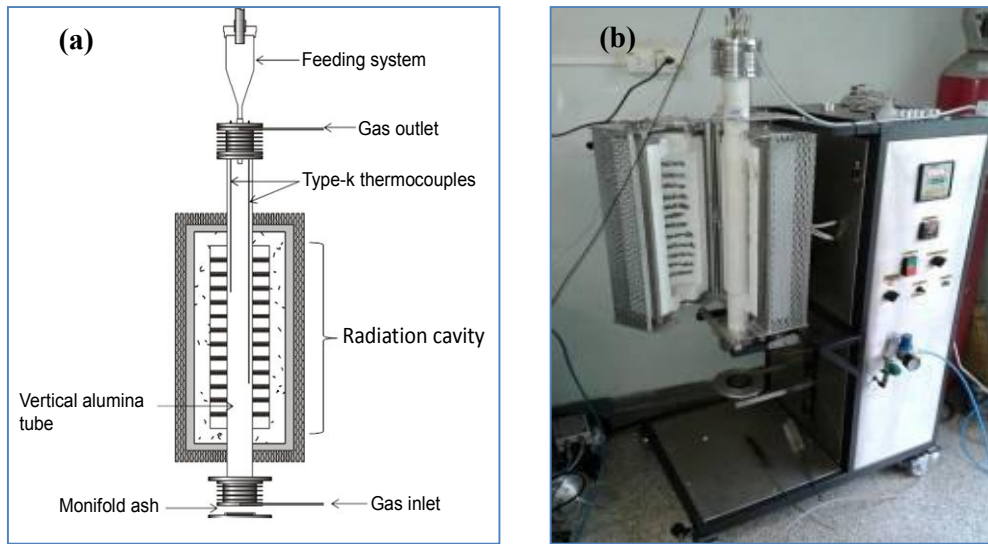 (a)
Feeding system
Gas outlet
Type-k thermocouples
Radiation cavity
Vertical alumina
tube
Monifold ash
Gas inlet
(b)